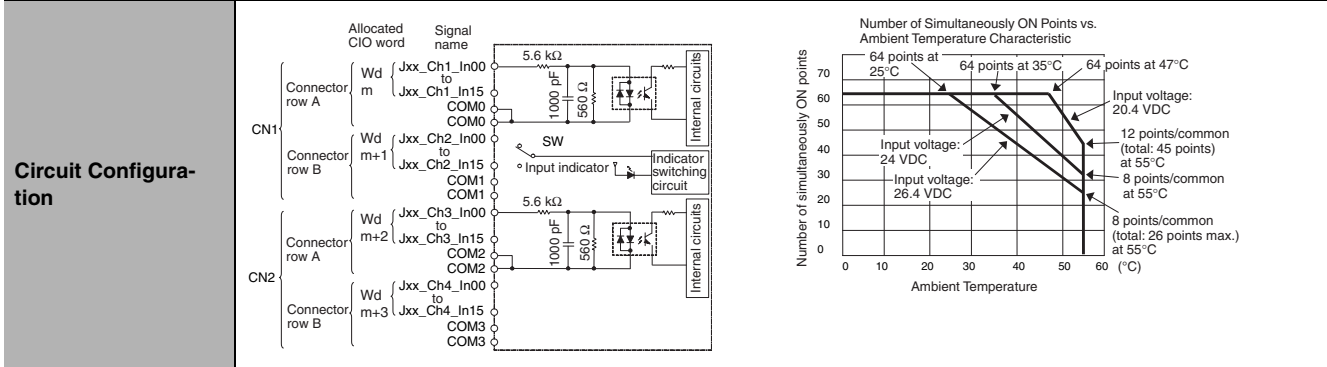 Circuit Configura-
tion
Allocated
CIO word
Signal
name
CN1
Connector
row A
Wd
m
Jxx_Ch1_In00
to
Jxx_Ch1_In15
COM0
COM0
Connector
row B
Wd
m+1
Jxx_Ch2_In00
to
Jxx_Ch2_In15
COM1
COM1
CN2
Connector
row A
Wd
m+2
Jxx_Ch3_In00
to
Jxx_Ch3_In15
COM2
COM2
Connector
row B
Wd
m+3
Jxx_Ch4_In00
to
Jxx_Ch4_In15
COM3
COM3
5.6 kΩ
1000 pF
560 Ω
Internal circuits
SW
Input indicator
Indicator
switching
circuit
5.6 kΩ
1000 pF
560 Ω
Internal circuits
Number of Simultaneously ON Points vs.
Ambient Temperature Characteristic
Number of simultaneously ON points
64 points at
25°C
64 points at 35°C
64 points at 47°C
70
60
50
40
30
20
10
0
Input voltage:
20.4 VDC
Input voltage:
24 VDC
Input voltage:
26.4 VDC
12 points/common
(total: 45 points)
at 55°C
8 points/common
at 55°C
8 points/common
(total: 26 points max.)
at 55°C
0 10 20 30 40 50 60 (°C)
Ambient Temperature